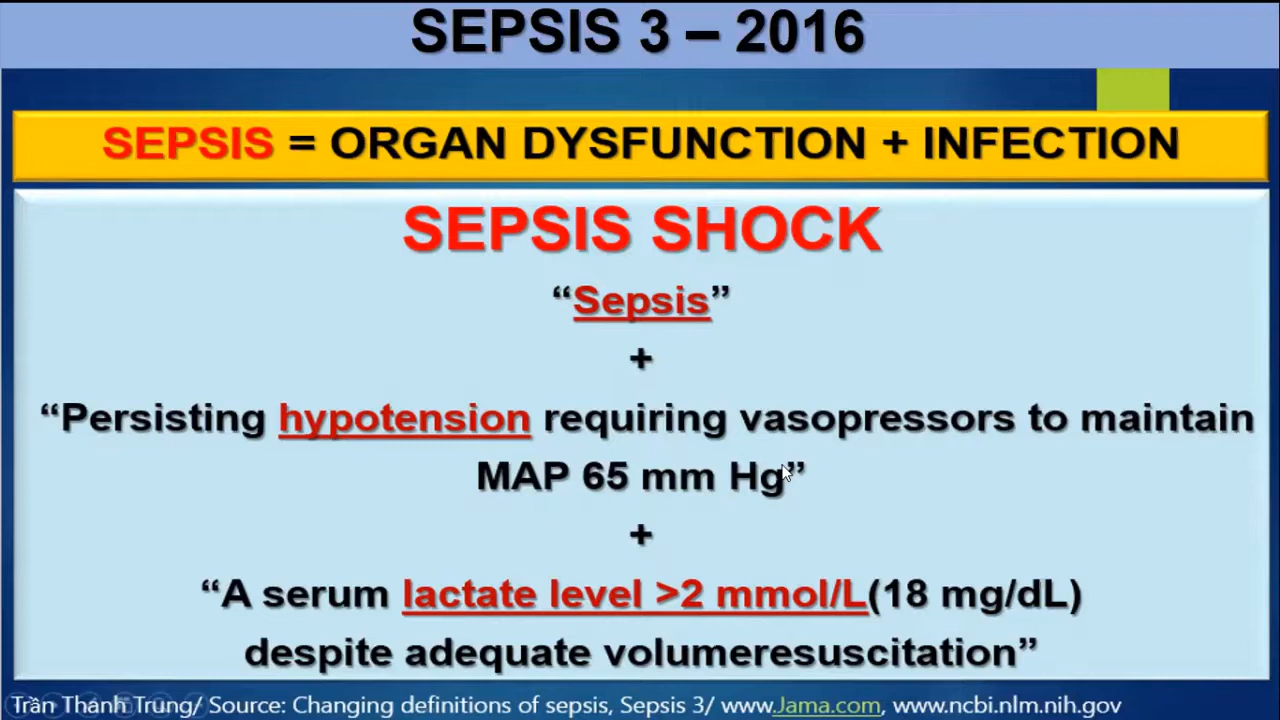 SEPSIS 3 – 2016
SEPSIS = ORGAN DYSFUNCTION + INFECTION
SEPSIS SHOCK
“Sepsis”
+
“Persisting hypotension requiring vasopressors to maintain
MAP 65 mm Hg”
+
“A serum lactate level >2 mmol/L(18 mg/dL)
despite adequate volumeresuscitation”
Trần Thành Trung/ Source: Changing definitions of sepsis, Sepsis 3/ www.Jama.com, www.ncbi.nlm.nih.gov